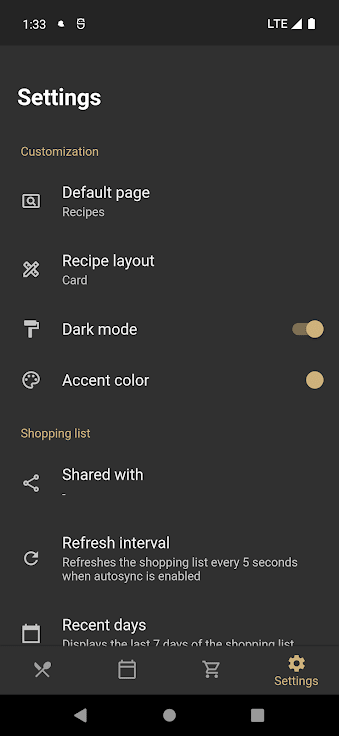 1:33
LTE
Settings
Customization
Default page
Recipes
Recipe layout
Card
Dark mode
Accent color
Shopping list
Shared with
-
Refresh interval
Refreshes the shopping list every 5 seconds
when autosync is enabled
Recent days
Displays the last 7 days of the shopping list
Settings